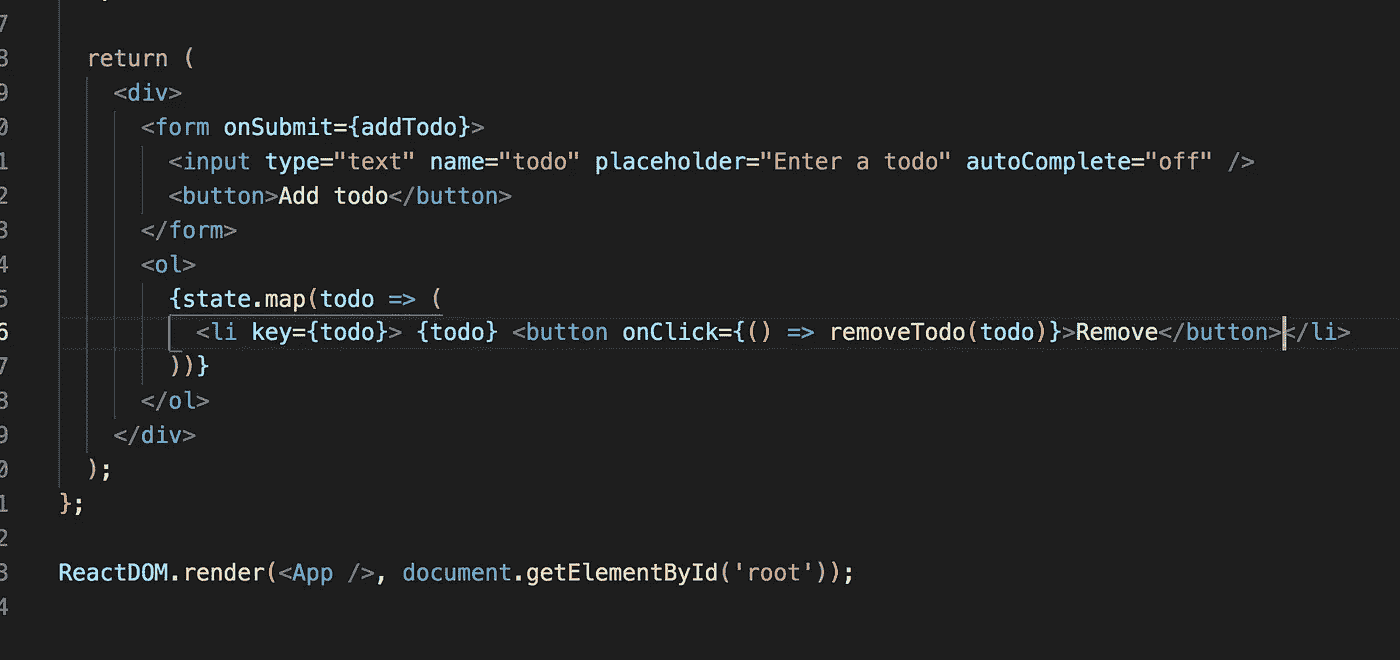 7
8 return (
9 <div>
0 <form onSubmit={addTodo}>
1 <input type="text" name="todo" placeholder="Enter a todo" autoComplete="off" />
2 <button>Add todo</button>
3 </form>
4 <ol>
5 {state.map(todo => (
6 <li key={todo}> {todo} <button onClick={() => removeTodo(todo)}>Remove</button></li>
7 ))}
8 </ol>
9 </div>
0 );
1 };
2
3 ReactDOM.render(<App />, document.getElementById('root'));
4